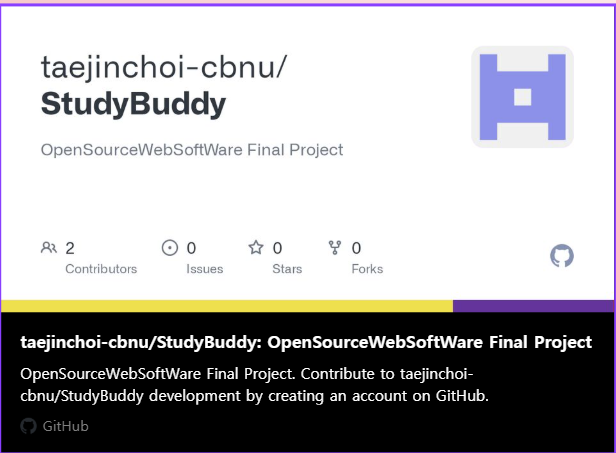 taejinchoi-cbnu/
StudyBuddy
OpenSourceWebSoftWare Final Project
2
Contributors
0
Issues
0
Stars
0
Forks
taejinchoi-cbnu/StudyBuddy: OpenSourceWebSoftWare Final Project
OpenSourceWebSoftWare Final Project. Contribute to taejinchoi-
cbnu/StudyBuddy development by creating an account on GitHub.
GitHub